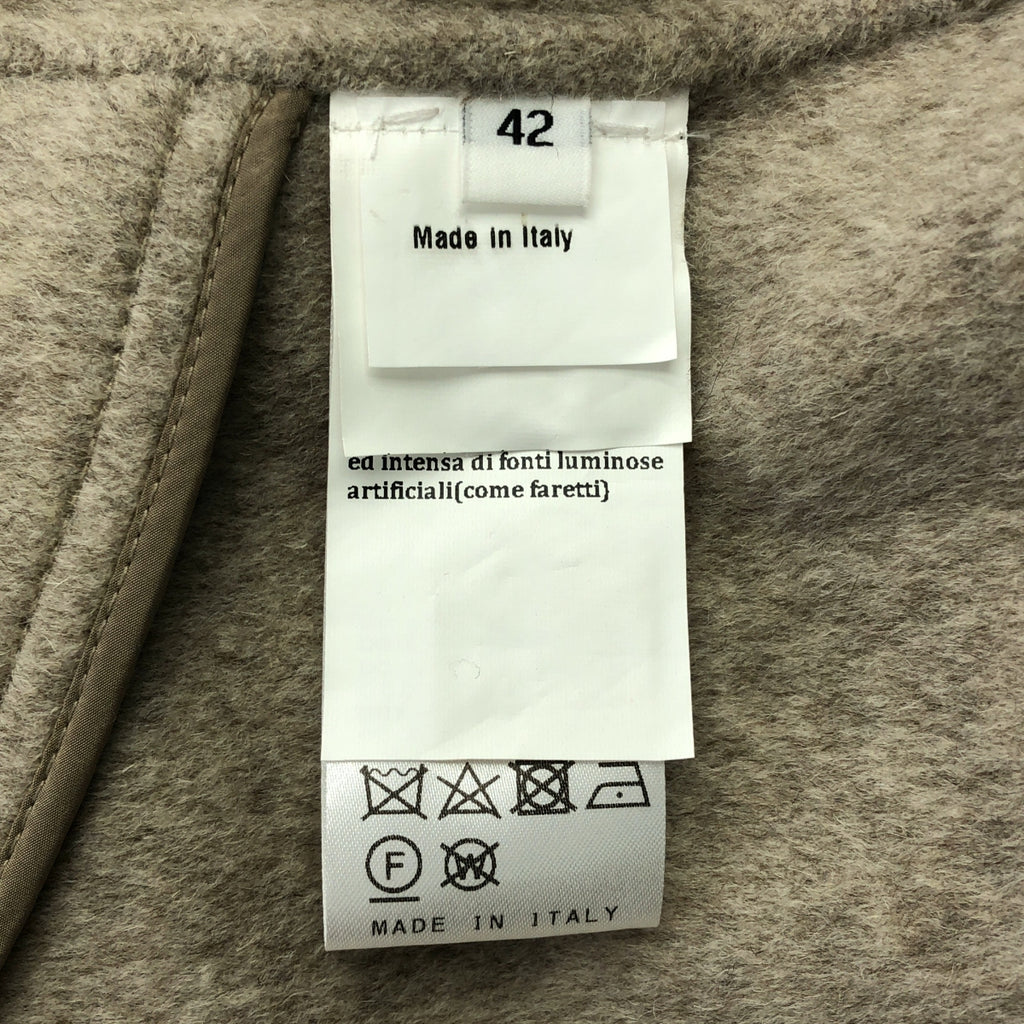 42
Made in Italy
ed intensa di fonti luminose
artificiali(come faretti}
F
W
MADE IN ITALY